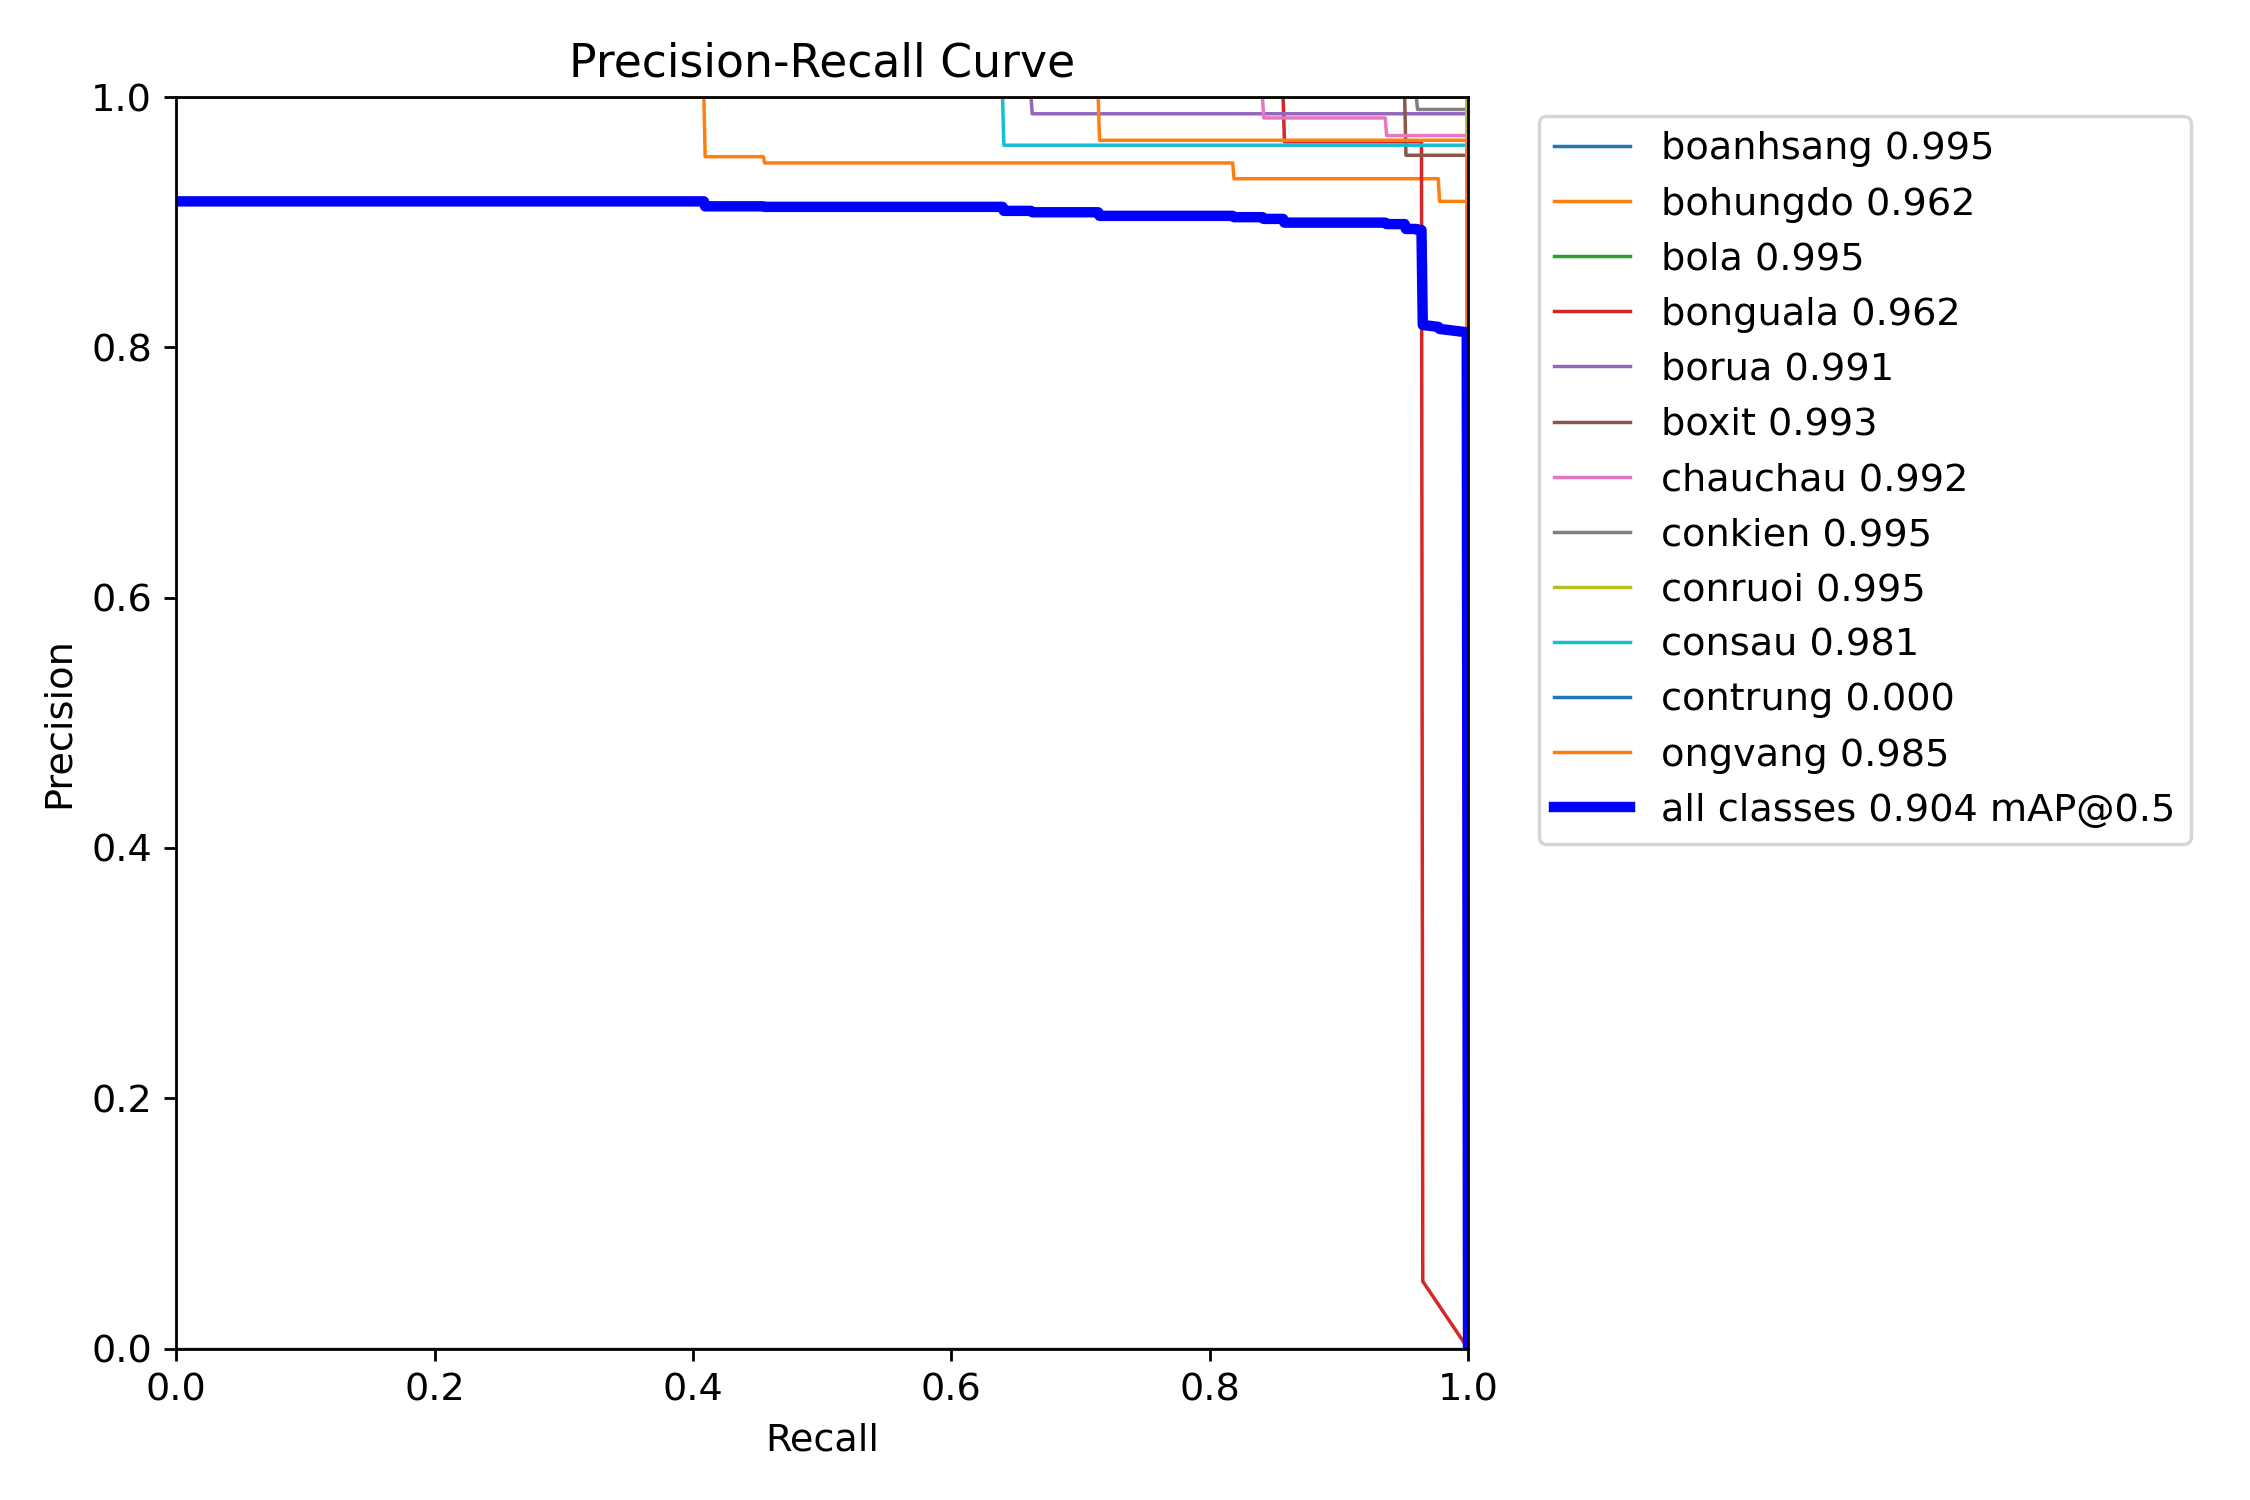 Precision-Recall Curve
1.0
0.8
0.6
0.4
0.2
0.0
Precision
0.0 0.2 0.4 0.6 0.8 1.0
Recall
boanhsang 0.995
bohungdo 0.962
bola 0.995
bonguala 0.962
borua 0.991
boxit 0.993
chauchau 0.992
conkien 0.995
conruoi 0.995
consau 0.981
contrung 0.000
ongvang 0.985
all classes 0.904 mAP@0.5